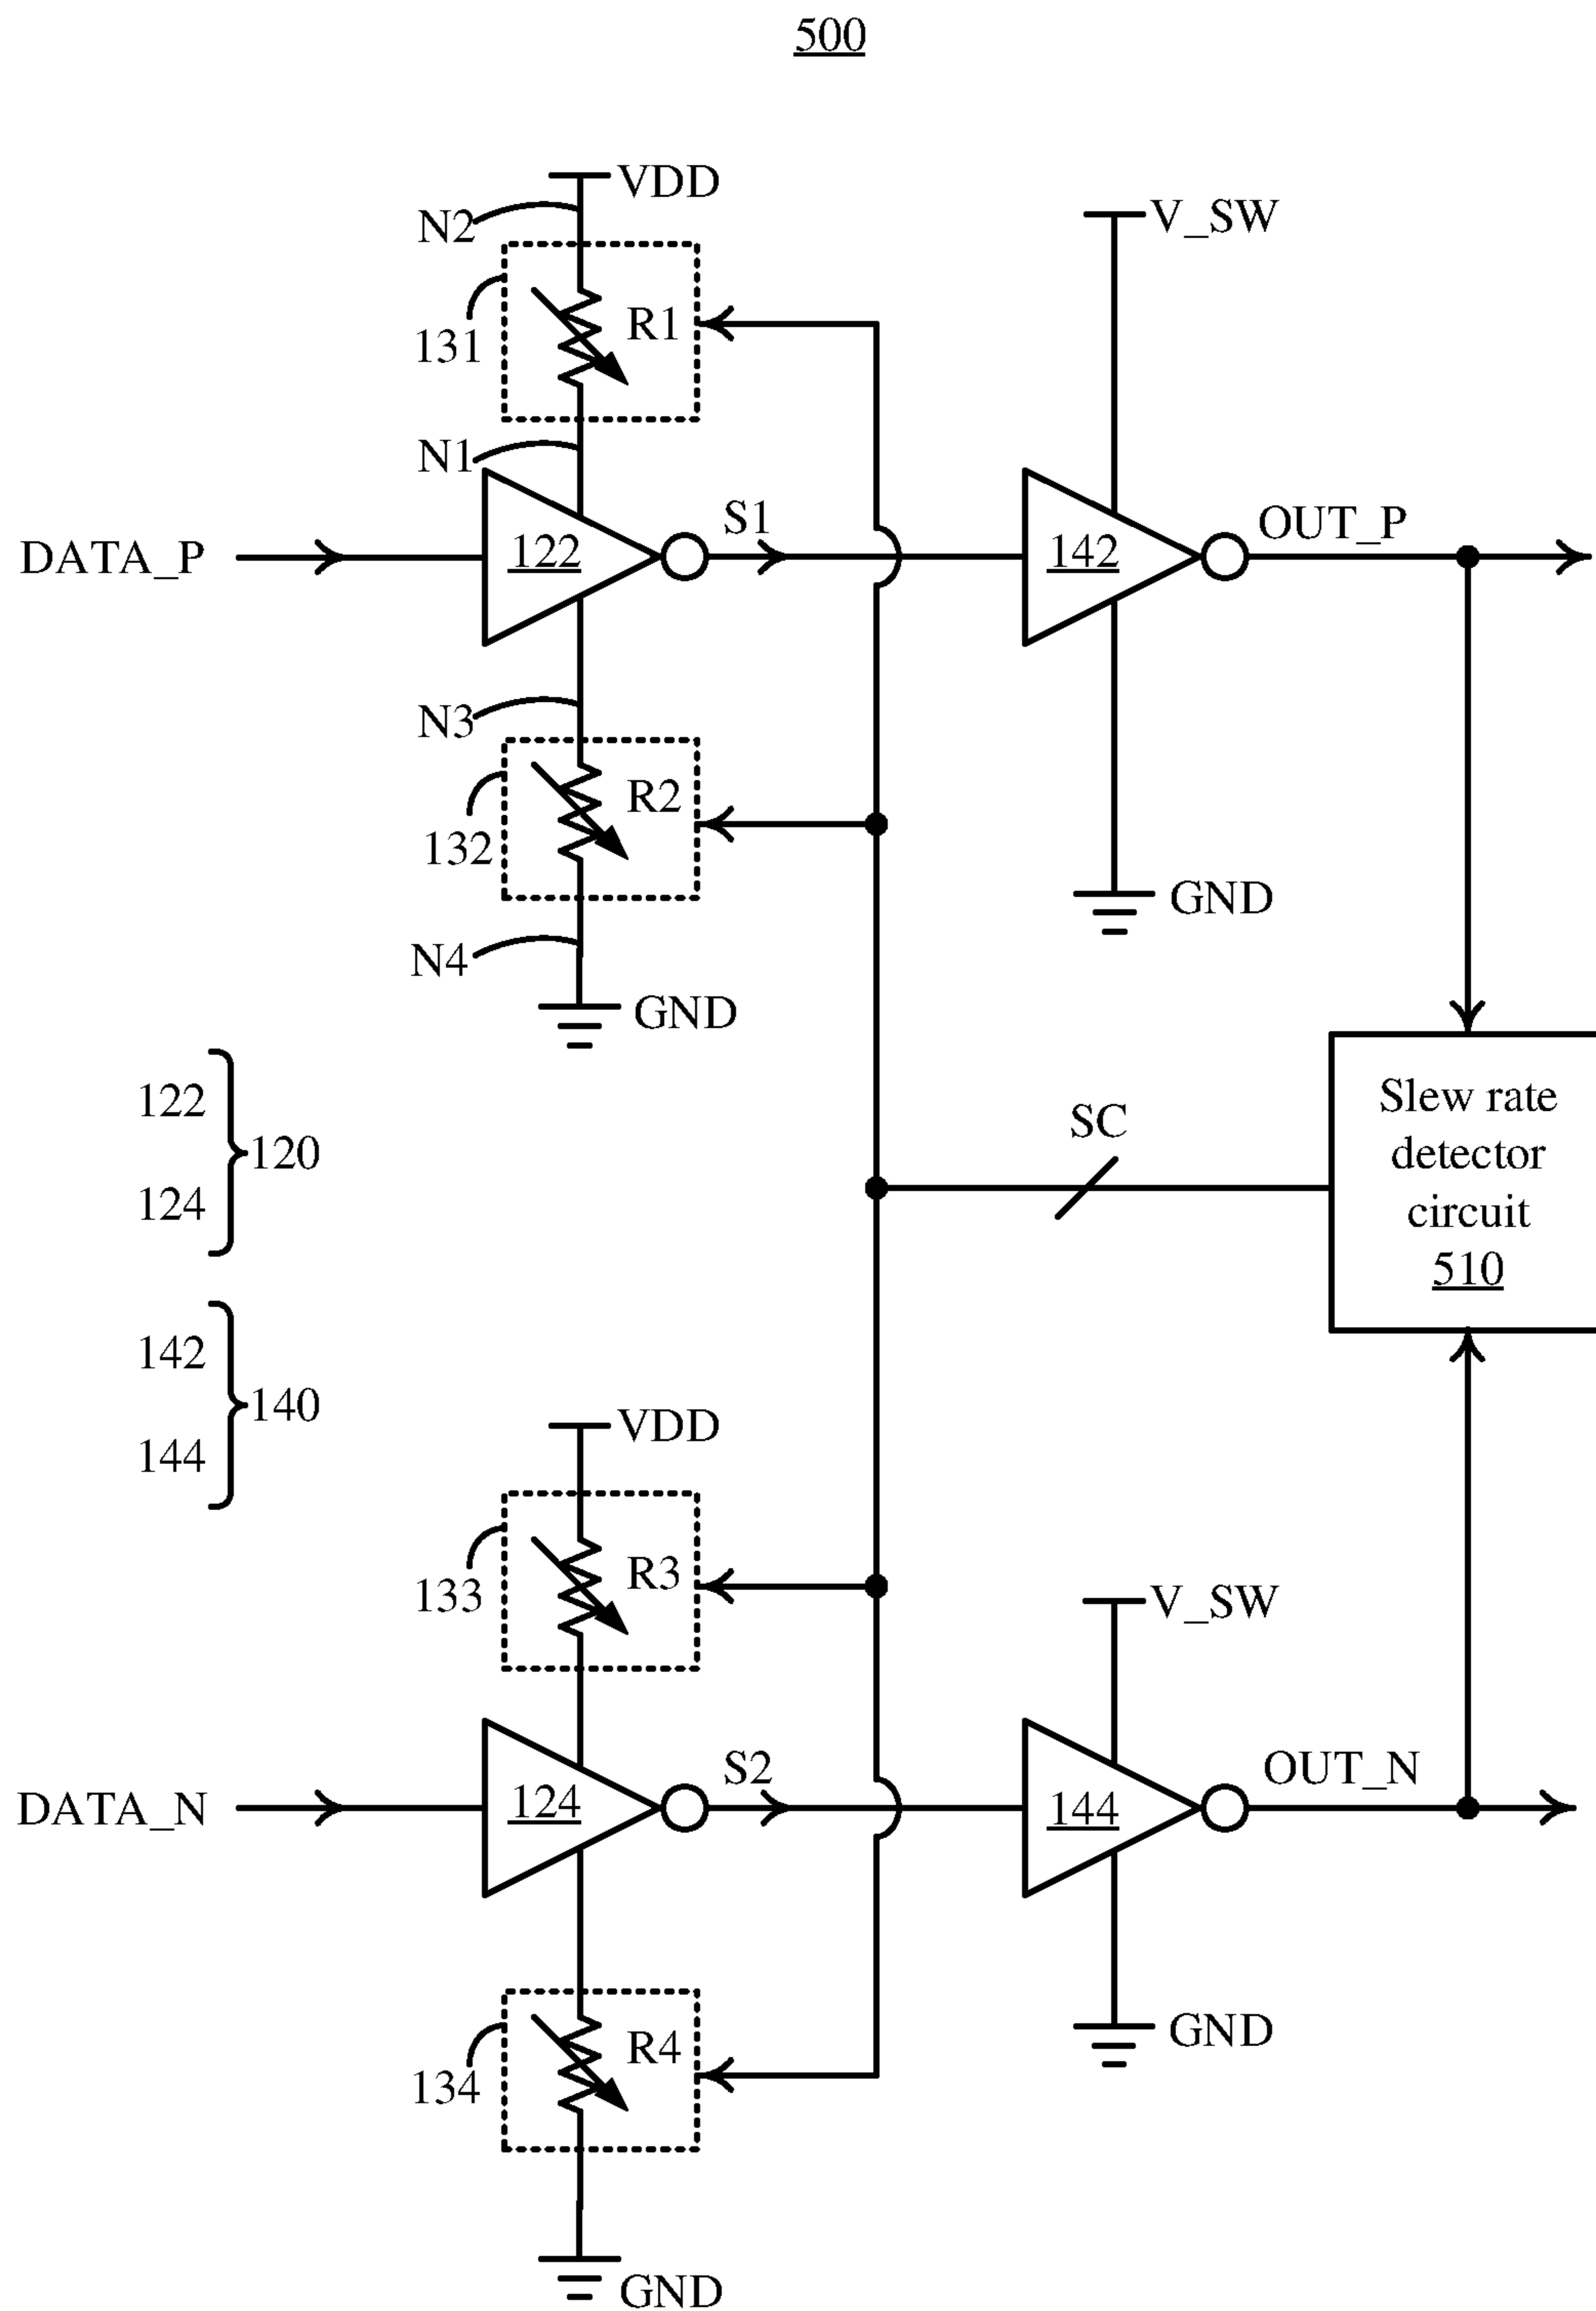 500
VDD
N2
V_SW
R1
131
N1
S1
OUT_P
DATA_P
122
142
N3
R2
132
GND
N4
GND
122
120
124
SC
Slew rate
detector
circuit
510
142
140
144
VDD
R3
133
V_SW
S2
OUT_N
DATA_N
124
144
R4
134
GND
GND